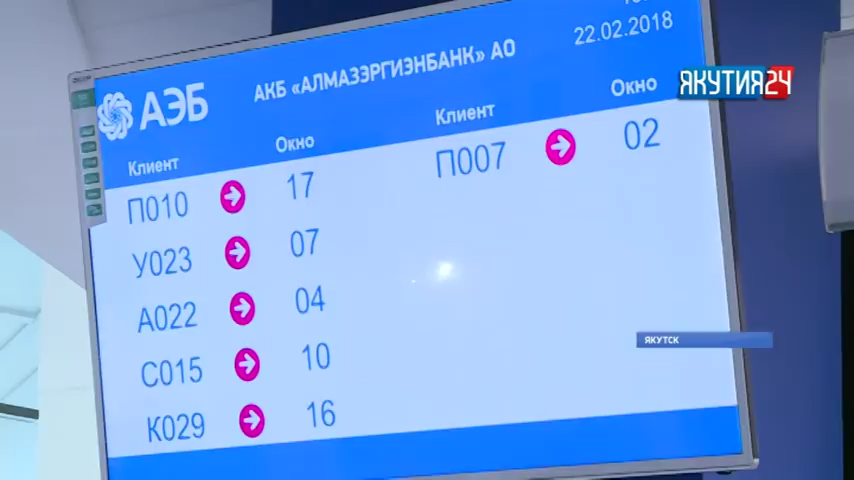 22.02.2018
АЭБ
АКБ «АЛМАЗЭРГИЭНБАНК» АО
ЯКУТИЯ24
Клиент Окно
Клиент Окно
П010 17
П007 02
У023 07
А022 04
С015 10
К029 16
ЯКУТСК